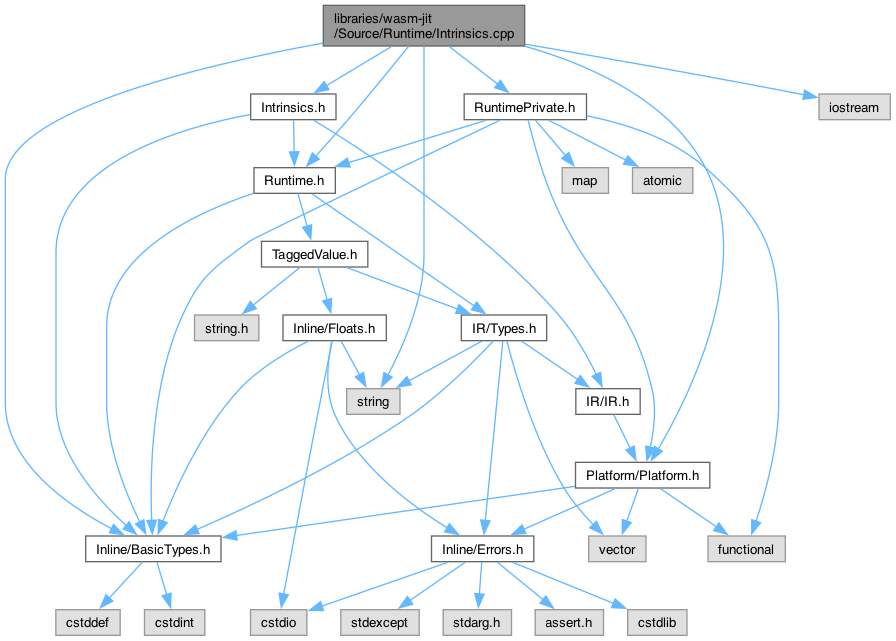 libraries/wasm-jit
/Source/Runtime/Intrinsics.cpp
Intrinsics.h
RuntimePrivate.h
iostream
Runtime.h
map
atomic
TaggedValue.h
string.h
Inline/Floats.h
IR/Types.h
string
IR/IR.h
Platform/Platform.h
Inline/BasicTypes.h
Inline/Errors.h
vector
functional
cstddef
cstdint
cstdio
stdexcept
stdarg.h
assert.h
cstdlib